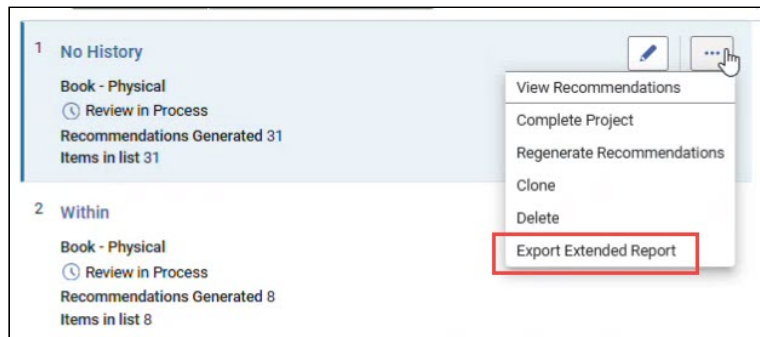 1 No History
Book - Physical
Review in Process
Recommendations Generated 31
Items in list 31
View Recommendations
Complete Project
Regenerate Recommendations
Clone
Delete
Export Extended Report
2 Within
Book - Physical
Review in Process
Recommendations Generated 8
Items in list 8